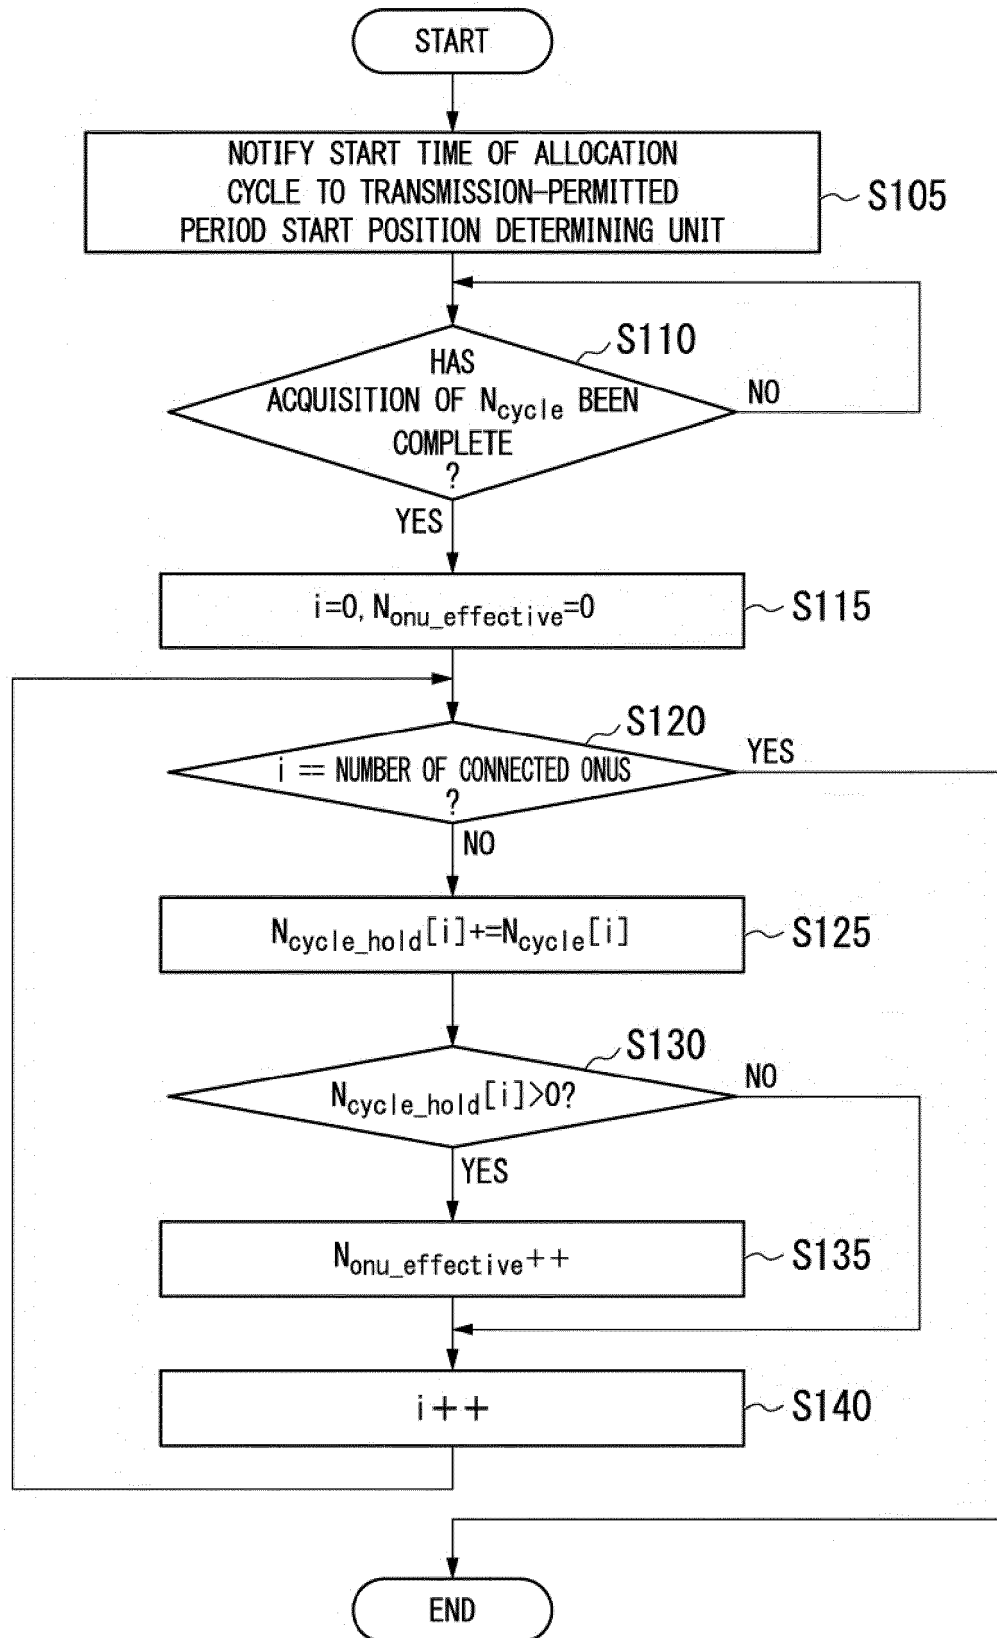 START
NOTIFY START TIME OF ALLOCATION
CYCLE TO TRANSMISSION-PERMITTED
PERIOD START POSITION DETERMINING UNIT
S105
S110
HAS
ACQUISITION OF Ncycle BEEN
COMPLETE
?
NO
YES
i=0, Nonu_effective=0
S115
S120
i == NUMBER OF CONNECTED ONUS
?
YES
NO
Ncycle_hold[i]+=Ncycle[i]
S125
S130
Ncycle_hold[i]>0?
NO
YES
Nonu_effective++
S135
i++
S140
END